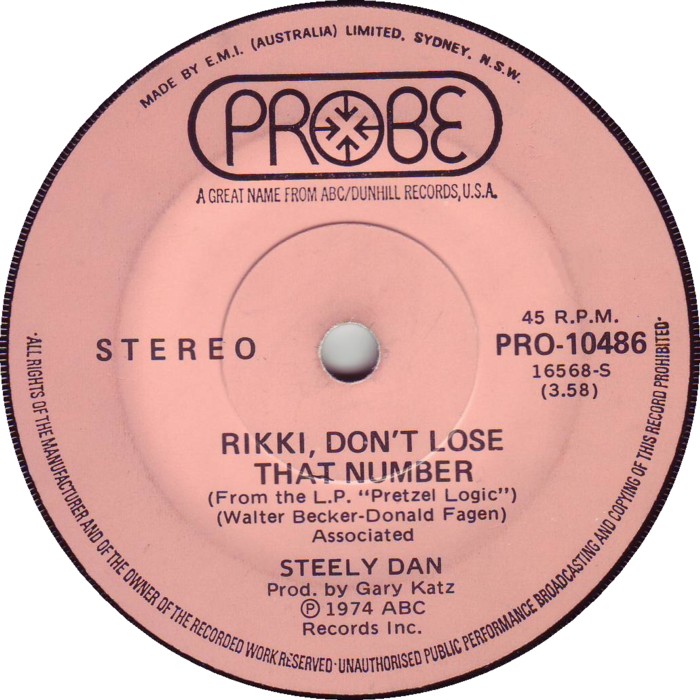 MADE BY E.M.I. (AUSTRALIA) LIMITED. SYDNEY, N.S.W.
PROBE
A GREAT NAME FROM ABC/DUNHILL RECORDS, U.S.A.
STEREO
45 R.P.M.
PRO-10486
16568-S
(3.58)
RIKKI, DON'T LOSE
THAT NUMBER
(From the L.P. "Pretzel Logic")
(Walter Becker-Donald Fagen)
Associated
STEELY DAN
Prod. by Gary Katz
Ⓟ 1974 ABC
Records Inc.
·ALL RIGHTS OF THE MANUFACTURER AND OF THE OWNER OF THE RECORDED WORK RESERVED·UNAUTHORISED PUBLIC PERFORMANCE BROADCASTING AND COPYING OF THIS RECORD PROHIBITED·